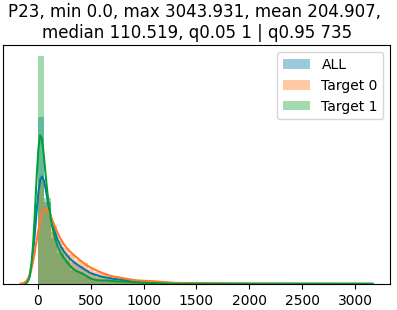 P23, min 0.0, max 3043.931, mean 204.907,
median 110.519, q0.05 1 | q0.95 735
ALL
Target 0
Target 1
0 500 1000 1500 2000 2500 3000